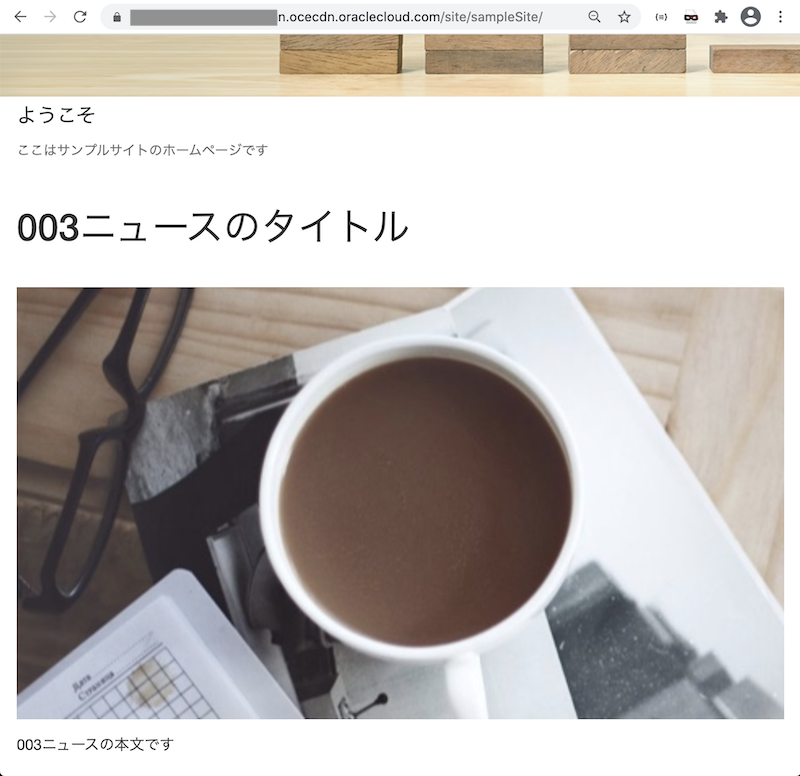 n.ocecdn.oraclecloud.com/site/sampleSite/
ようこそ
ここはサンプルサイトのホームページです
003ニュースのタイトル
Дата
Страница
003ニュースの本文です